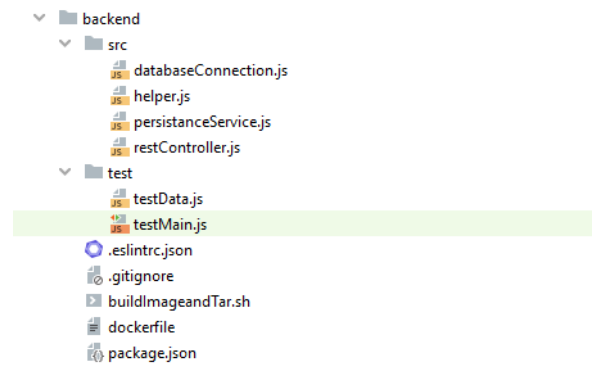 backend
src
databaseConnection.js
helper.js
persistanceService.js
restController.js
test
testData.js
testMain.js
.eslintrc.json
.gitignore
buildImageandTar.sh
dockerfile
package.json